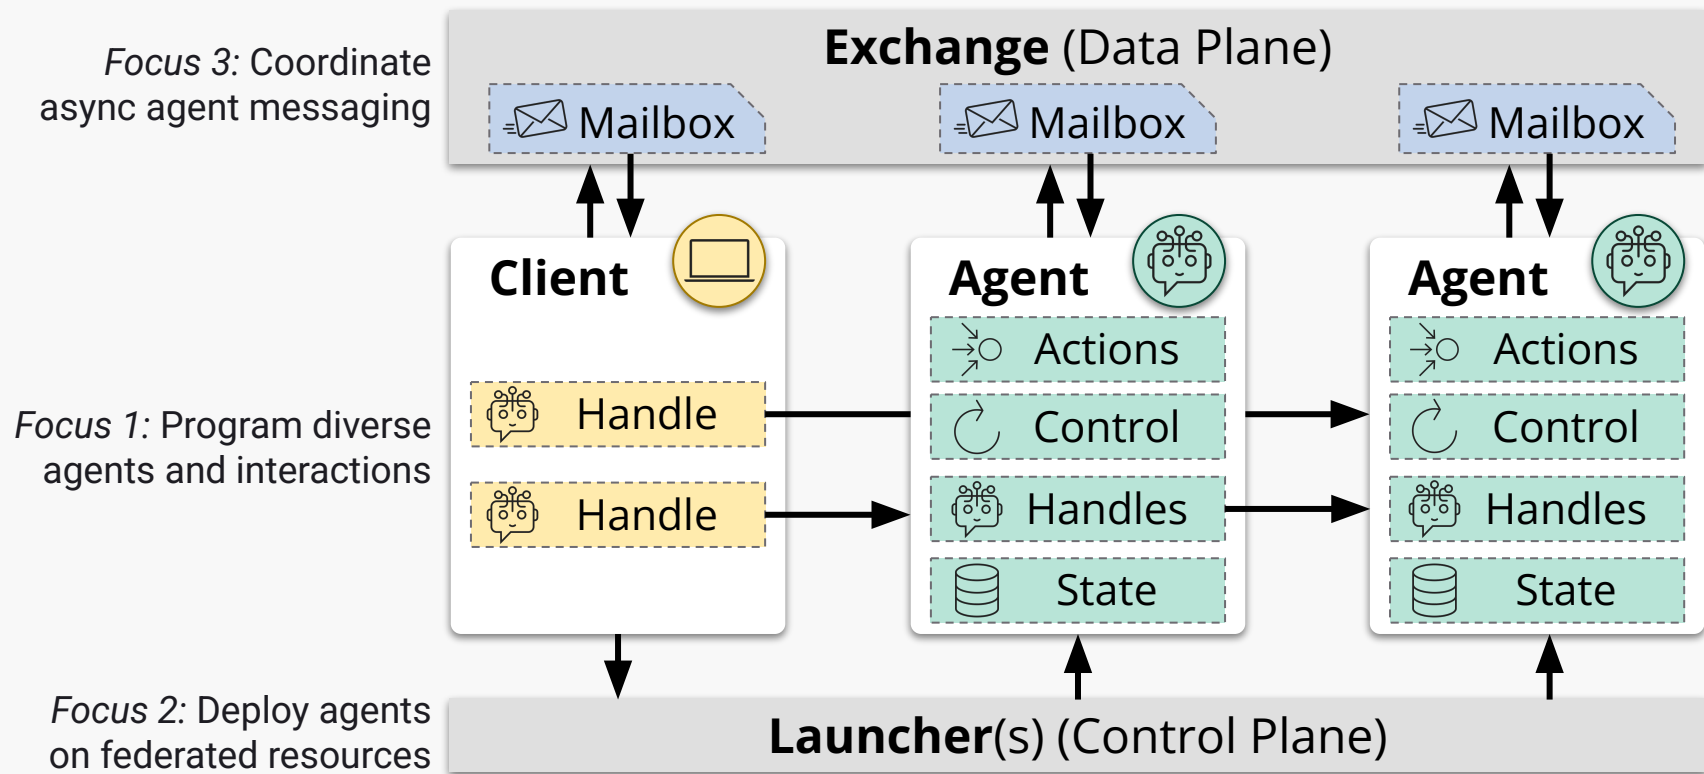 Focus 3: Coordinate
async agent messaging
Exchange (Data Plane)
Mailbox
Mailbox
Mailbox
Focus 1: Program diverse
agents and interactions
Client
Handle
Handle
Agent
Actions
Control
Handles
State
Agent
Actions
Control
Handles
State
Focus 2: Deploy agents
on federated resources
Launcher(s) (Control Plane)